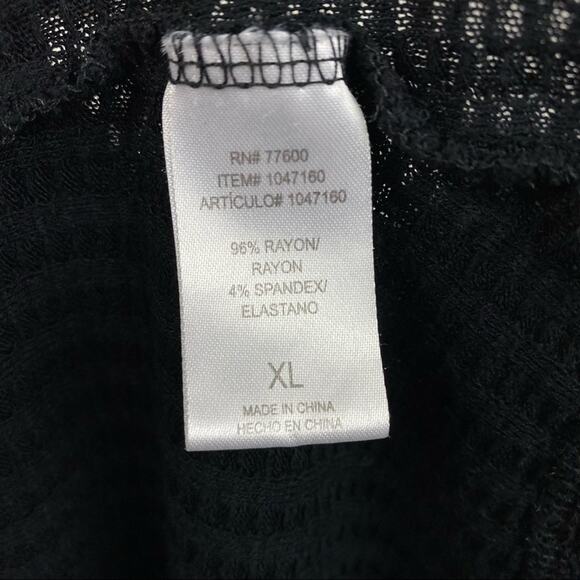 RN# 77600
ITEM# 1047160
ARTÍCULO# 1047160
96% RAYON/
RAYON
4% SPANDEX/
ELASTANO
XL
MADE IN CHINA
HECHO EN CHINA